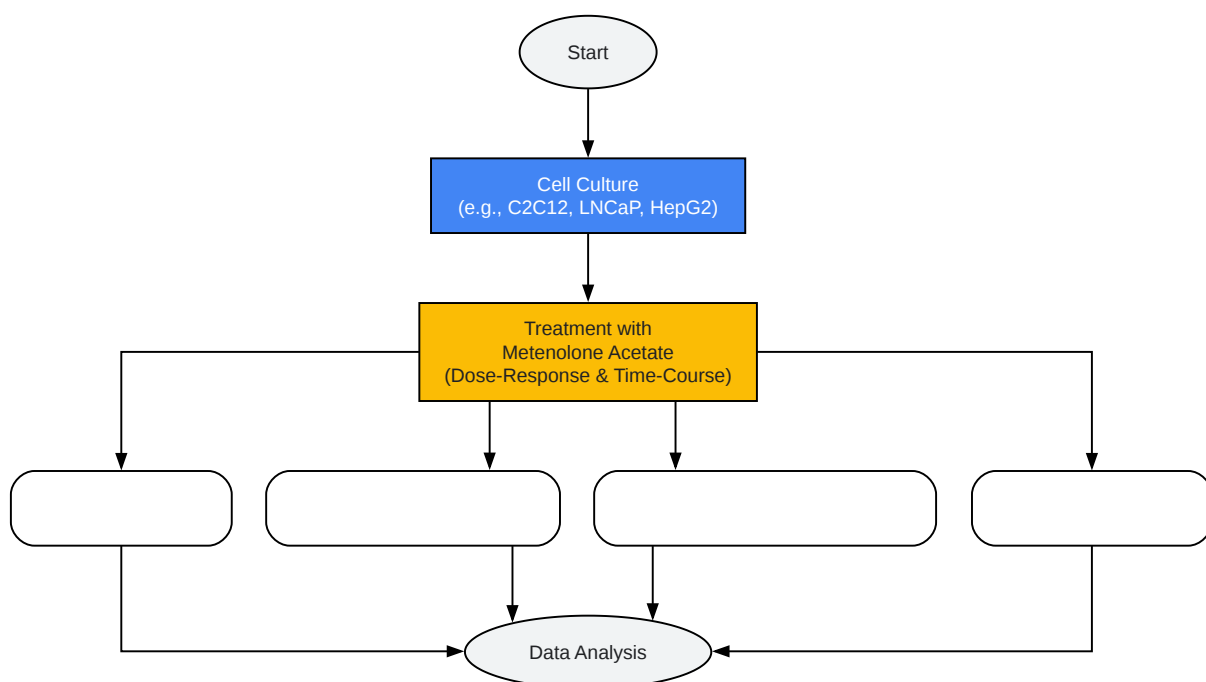 Start
Cell Culture
(e.g., C2C12, LNCaP, HepG2)
Treatment with
Metenolone Acetate
(Dose-Response & Time-Course)
Data Analysis